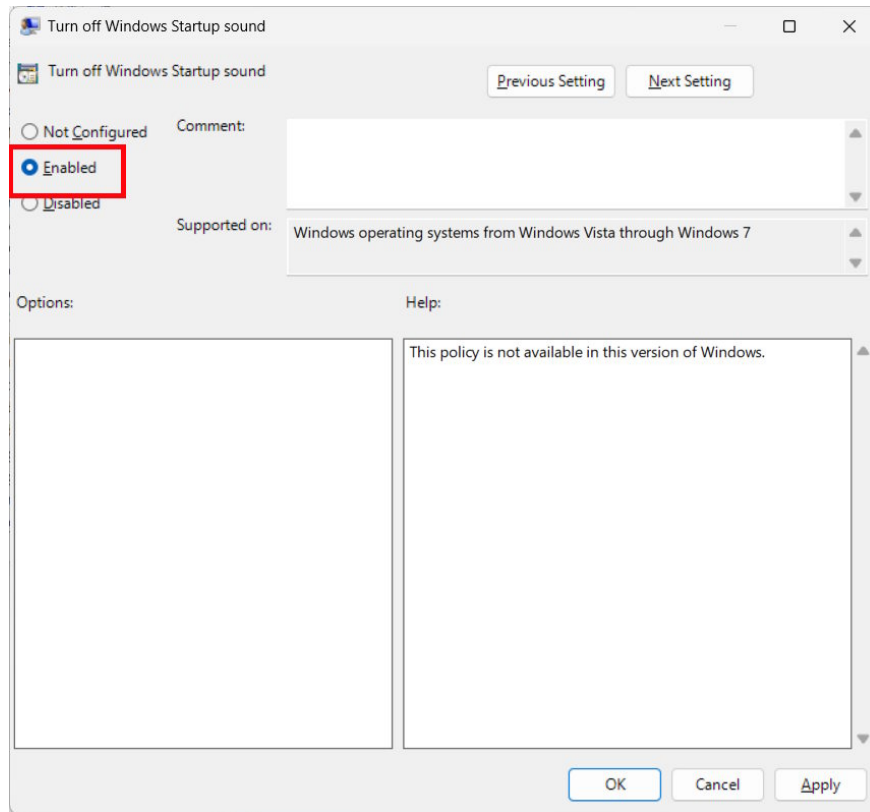 Turn off Windows Startup sound
Turn off Windows Startup sound
Previous Setting
Next Setting
Not Configured
Comment:
Enabled
Disabled
Supported on:
Windows operating systems from Windows Vista through Windows 7
Options:
Help:
This policy is not available in this version of Windows.
OK
Cancel
Apply